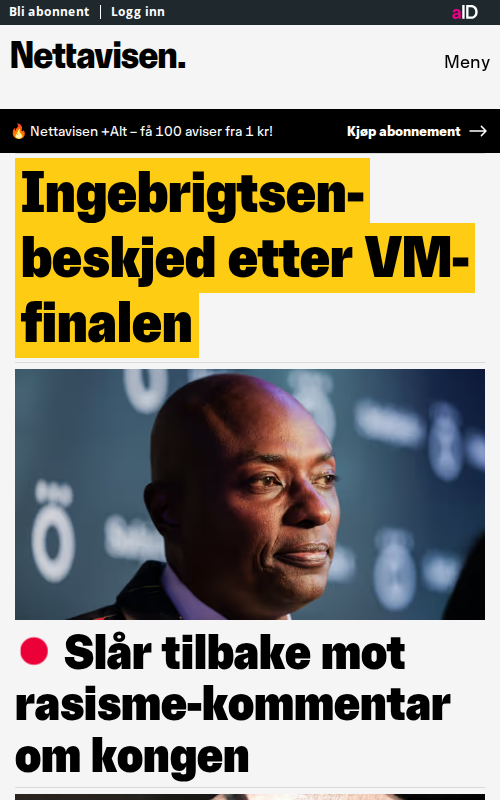 Bli abonnent | Logg inn aID
Nettavisen.
Meny
🔥 Nettavisen +Alt – få 100 aviser fra 1 kr! Kjøp abonnement →
Ingebrigtsen-
beskjed etter VM-
finalen
Slår tilbake mot
rasisme-kommentar
om kongen